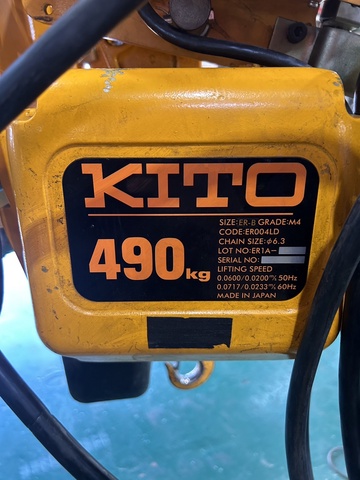 KITO
490kg
SIZE:ER-B GRADE:M4
CODE:ER004LD
CHAIN SIZE:φ6.3
LOT NO:ER1A-
SERIAL NO:
LIFTING SPEED
0.0600/0.0200m/s 50Hz
0.0717/0.0233m/s 60Hz
MADE IN JAPAN